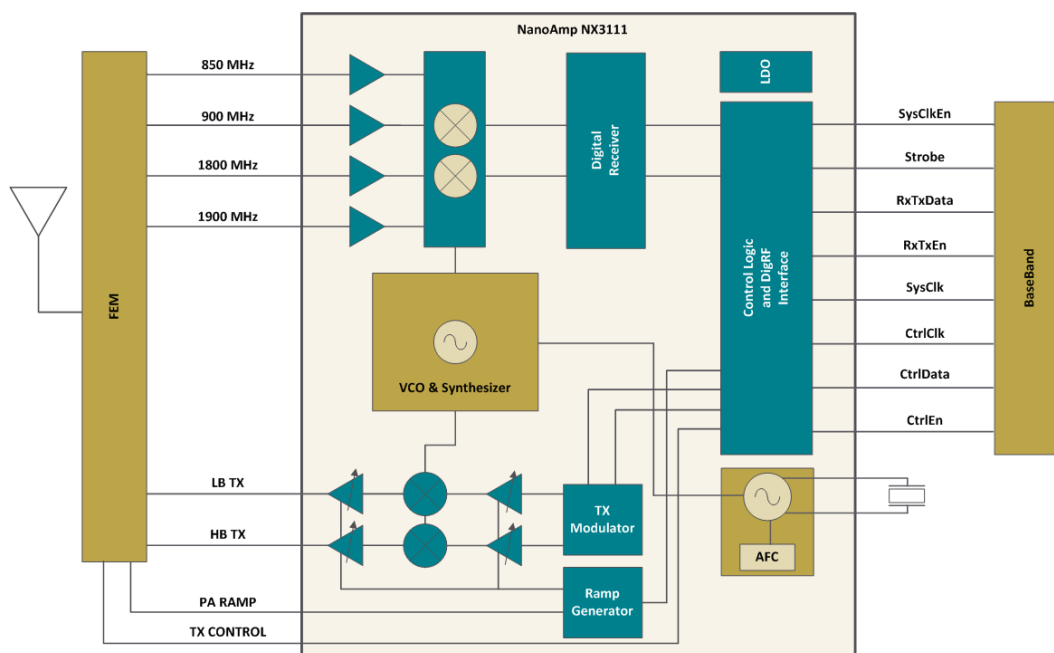 NanoAmp NX3111
850 MHz
900 MHz
1800 MHz
1900 MHz
FEM
Digital
Receiver
LDO
Control Logic
and DigRF
Interface
SysClkEn
Strobe
RxTxData
RxTxEn
SysClk
CtrlClk
CtrlData
CtrlEn
BaseBand
VCO & Synthesizer
LB TX
HB TX
TX
Modulator
AFC
Ramp
Generator
PA RAMP
TX CONTROL